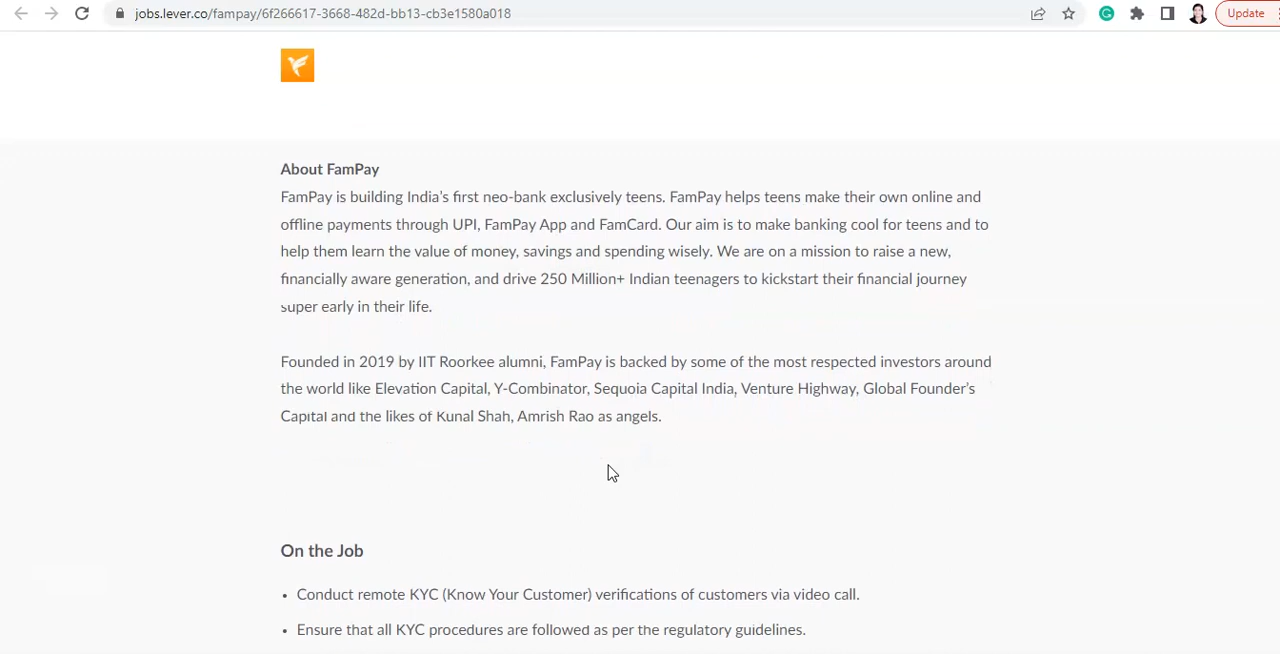 jobs.lever.co/fampay/6f266617-3668-482d-bb13-cb3e1580a018
Update
About FamPay
FamPay is building India's first neo-bank exclusively teens. FamPay helps teens make their own online and
offline payments through UPI, FamPay App and FamCard. Our aim is to make banking cool for teens and to
help them learn the value of money, savings and spending wisely. We are on a mission to raise a new,
financially aware generation, and drive 250 Million+ Indian teenagers to kickstart their financial journey
super early in their life.
Founded in 2019 by IIT Roorkee alumni, FamPay is backed by some of the most respected investors around
the world like Elevation Capital, Y-Combinator, Sequoia Capital India, Venture Highway, Global Founder's
Capital and the likes of Kunal Shah, Amrish Rao as angels.
On the Job
• Conduct remote KYC (Know Your Customer) verifications of customers via video call.
• Ensure that all KYC procedures are followed as per the regulatory guidelines.